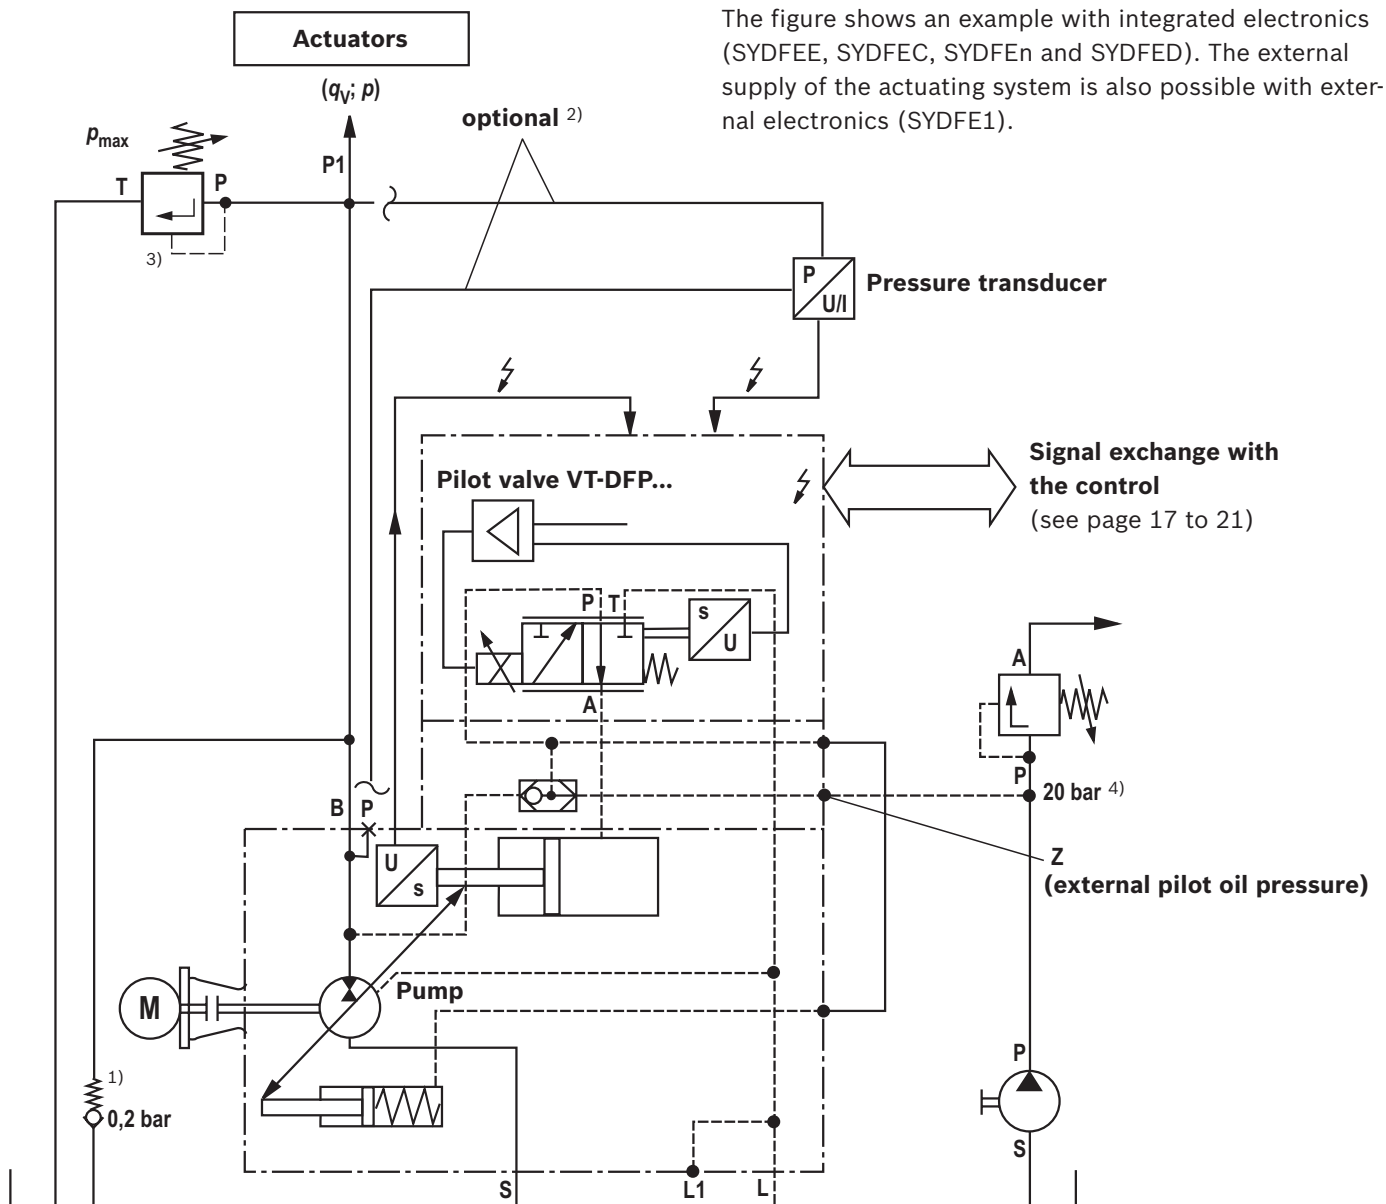 The figure shows an example with integrated electronics
(SYDFEE, SYDFEC, SYDFEn and SYDFED). The external
supply of the actuating system is also possible with exter-
nal electronics (SYDFE1).
Actuators
(qV; p)
optional 2)
pmax
P1
T
P
3)
P
U/I
Pressure transducer
Pilot valve VT-DFP...
Signal exchange with
the control
(see page 17 to 21)
P T
s
U
A
A
P
20 bar 4)
B P
U
s
Z
(external pilot oil pressure)
M
Pump
1)
0,2 bar
P
S
S
L1
L